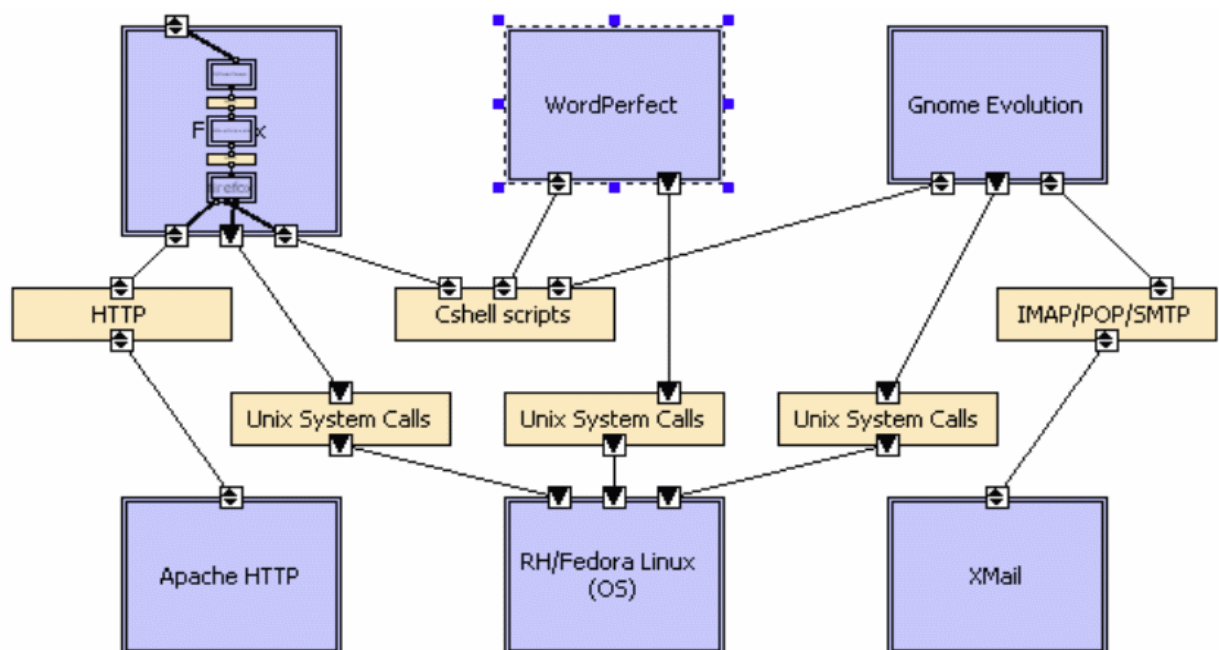 WordPerfect
Gnome Evolution
F x
irefox
HTTP
Cshell scripts
IMAP/POP/SMTP
Unix System Calls
Unix System Calls
Unix System Calls
Apache HTTP
RH/Fedora Linux
(OS)
XMail